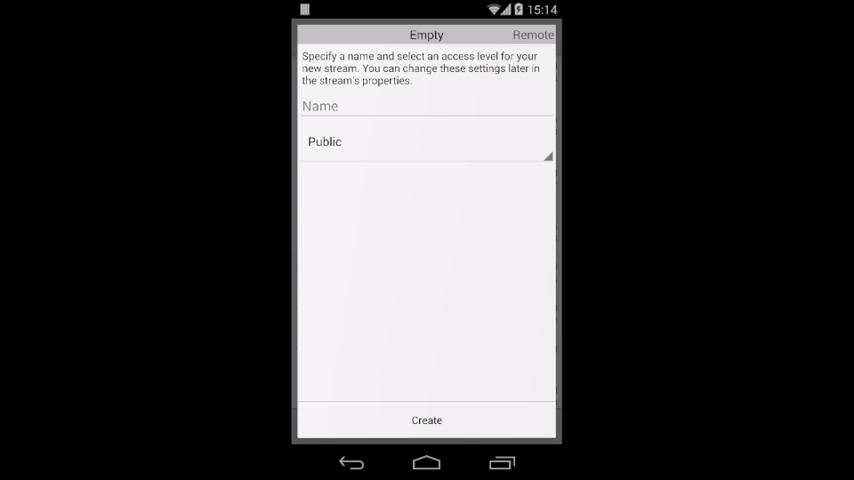 15:14
Empty
Remote
Specify a name and select an access level for your
new stream. You can change these settings later in
the stream's properties.
Name
Public
Create